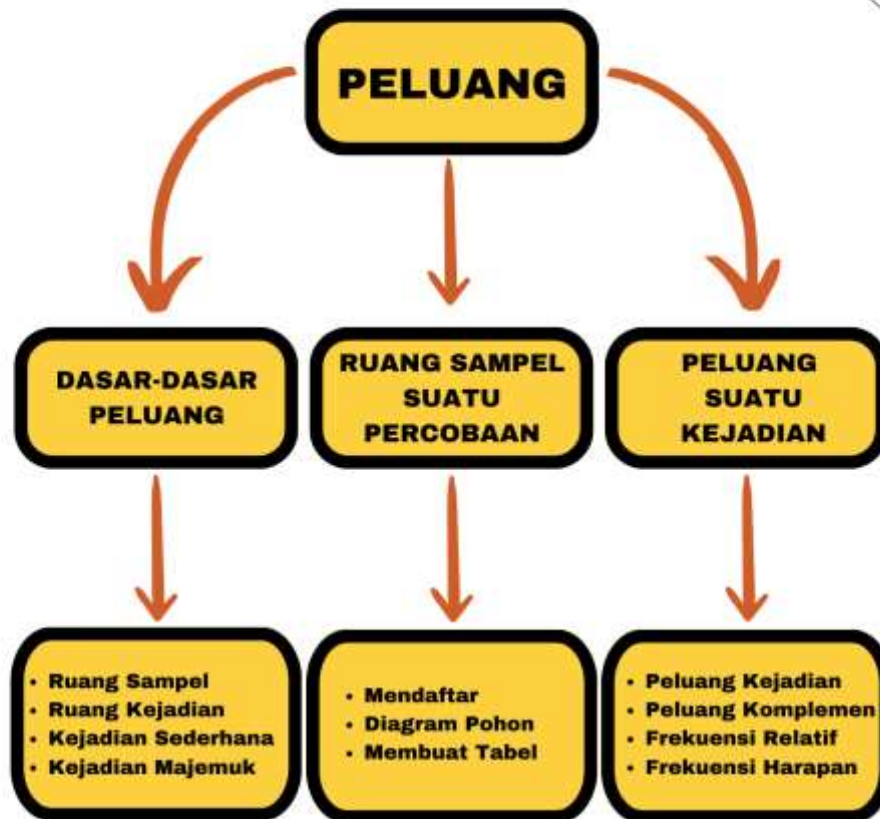 PELUANG
DASAR-DASAR
PELUANG
RUANG SAMPEL
SUATU
PERCOBAAN
PELUANG
SUATU
KEJADIAN
• Ruang Sampel
• Ruang Kejadian
• Kejadian Sederhana
• Kejadian Majemuk
• Mendaftar
• Diagram Pohon
• Membuat Tabel
• Peluang Kejadian
• Peluang Komplemen
• Frekuensi Relatif
• Frekuensi Harapan